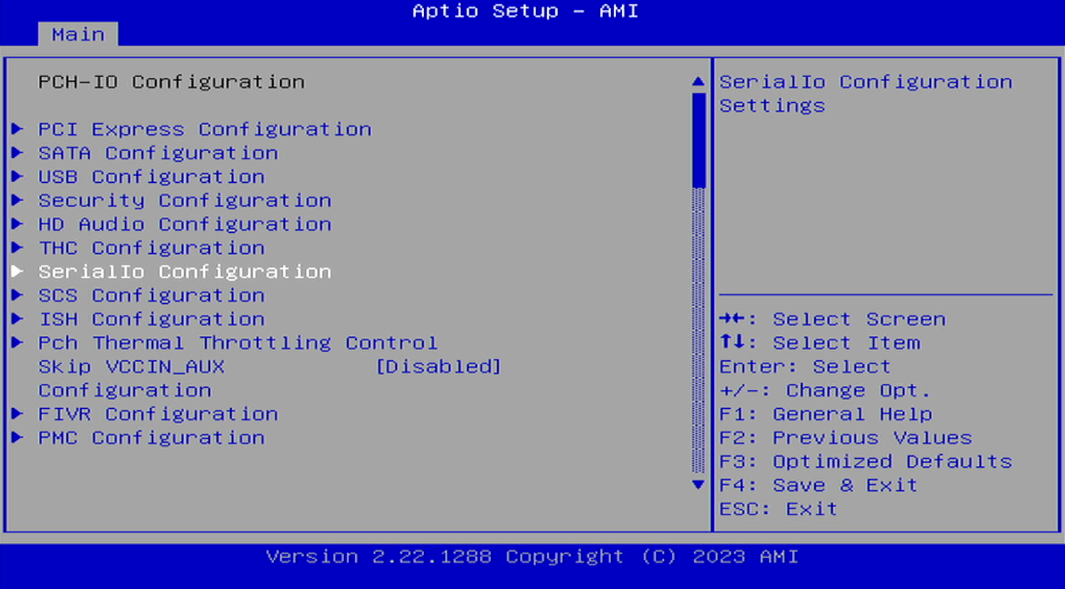 Aptio Setup – AMI
Main
PCH-IO Configuration
PCI Express Configuration
SATA Configuration
USB Configuration
Security Configuration
HD Audio Configuration
THC Configuration
SerialIo Configuration
SCS Configuration
ISH Configuration
Pch Thermal Throttling Control
Skip VCCIN_AUX [Disabled]
Configuration
FIVR Configuration
PMC Configuration
SerialIo Configuration
Settings
→←: Select Screen
↑↓: Select Item
Enter: Select
+/-: Change Opt.
F1: General Help
F2: Previous Values
F3: Optimized Defaults
F4: Save & Exit
ESC: Exit
Version 2.22.1288 Copyright (C) 2023 AMI